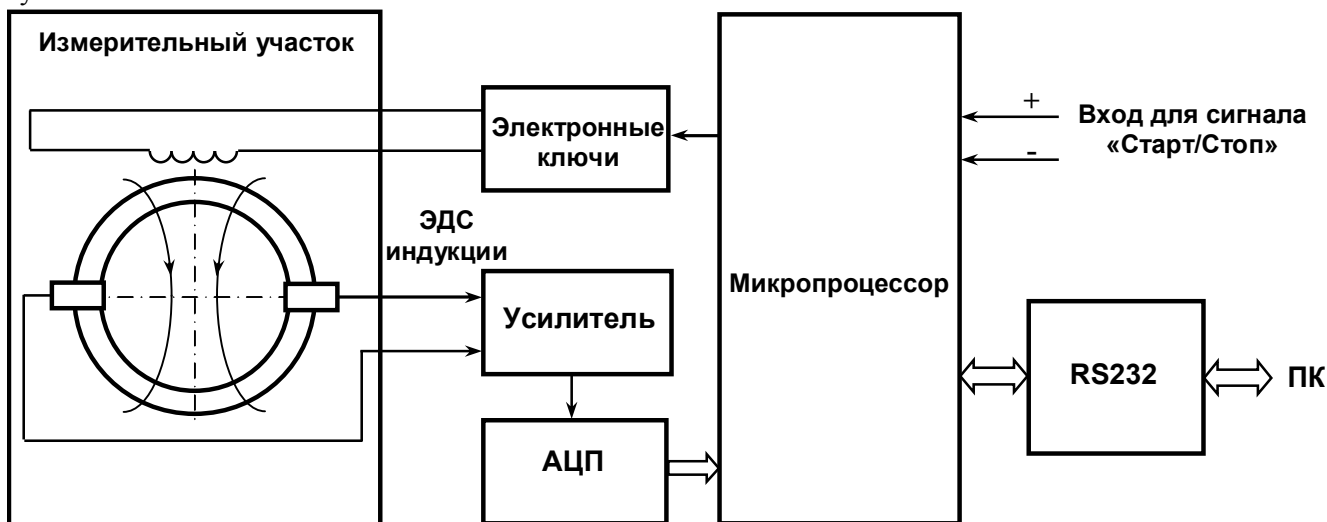 Измерительный участок
Электронные
ключи
+
-
Вход для сигнала
«Старт/Стоп»
ЭДС
индукции
Микропроцессор
Усилитель
АЦП
RS232
ПК